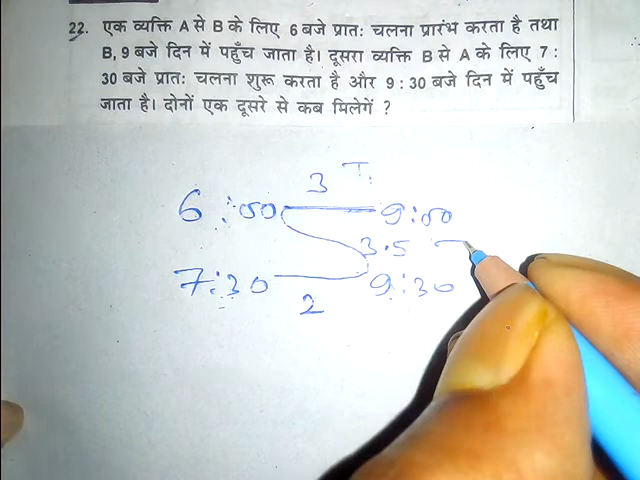 22. एक व्यक्ति A से B के लिए 6 बजे प्रातः चलना प्रारंभ करता है तथा
B, 9 बजे दिन में पहुँच जाता है। दूसरा व्यक्ति B से A के लिए 7 :
30 बजे प्रातः चलना शुरू करता है और 9 : 30 बजे दिन में पहुँच
जाता है। दोनों एक दूसरे से कब मिलेगें ?
3 T.
6 : 00 9 : 00
3.5
7 : 30 9 : 30
2